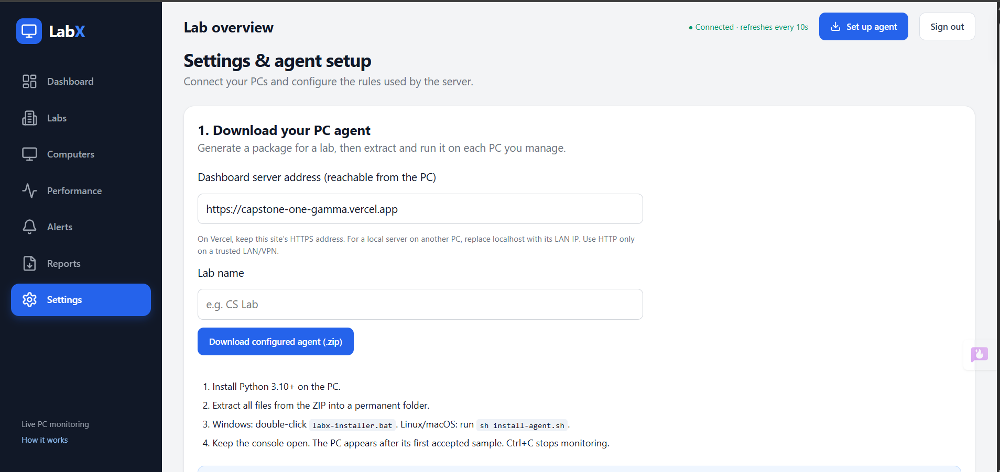 LabX
Dashboard
Labs
Computers
Performance
Alerts
Reports
Settings
Live PC monitoring
How it works
Lab overview
● Connected · refreshes every 10s
Set up agent
Sign out
Settings & agent setup
Connect your PCs and configure the rules used by the server.
1. Download your PC agent
Generate a package for a lab, then extract and run it on each PC you manage.
Dashboard server address (reachable from the PC)
https://capstone-one-gamma.vercel.app
On Vercel, keep this site's HTTPS address. For a local server on another PC, replace localhost with its LAN IP. Use HTTP only
on a trusted LAN/VPN.
Lab name
e.g. CS Lab
Download configured agent (.zip)
1. Install Python 3.10+ on the PC.
2. Extract all files from the ZIP into a permanent folder.
3. Windows: double-click labx-installer.bat. Linux/macOS: run sh install-agent.sh.
4. Keep the console open. The PC appears after its first accepted sample. Ctrl+C stops monitoring.